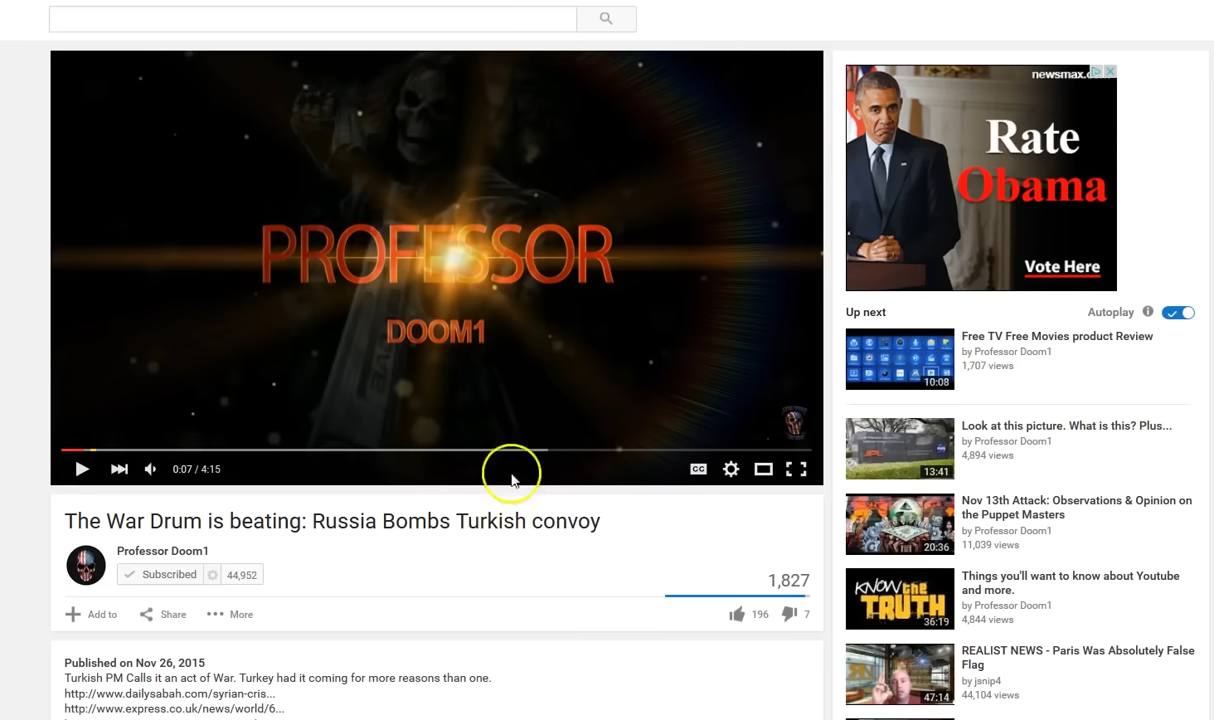 PROFESSOR
DOOM1
CC
0:07 / 4:15
The War Drum is beating: Russia Bombs Turkish convoy
Professor Doom1
Subscribed 44,952
1,827
Add to Share More 196 7
Published on Nov 26, 2015
Turkish PM Calls it an act of War. Turkey had it coming for more reasons than one.
http://www.dailysabah.com/syrian-cris...
http://www.express.co.uk/news/world/6...
Rate
Obama
Vote Here
Up next Autoplay
Free TV Free Movies product Review
by Professor Doom1
1,707 views
10:08
Look at this picture. What is this? Plus...
by Professor Doom1
4,894 views
JPL
13:41
Nov 13th Attack: Observations & Opinion on
the Puppet Masters
by Professor Doom1
11,039 views
20:36
Things you'll want to know about Youtube
and more.
by Professor Doom1
4,844 views
KNOW the
TRUTH
36:19
REALIST NEWS - Paris Was Absolutely False
Flag
by jsnip4
44,104 views
47:14